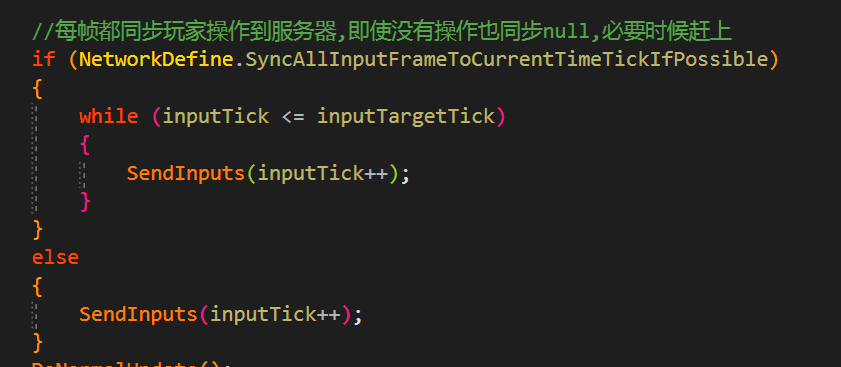 //每帧都同步玩家操作到服务器,即使没有操作也同步null,必要时候赶上
if (NetworkDefine.SyncAllInputFrameToCurrentTimeTickIfPossible)
{
while (inputTick <= inputTargetTick)
{
SendInputs(inputTick++);
}
}
else
{
SendInputs(inputTick++);
}
DoNormalUpdate();